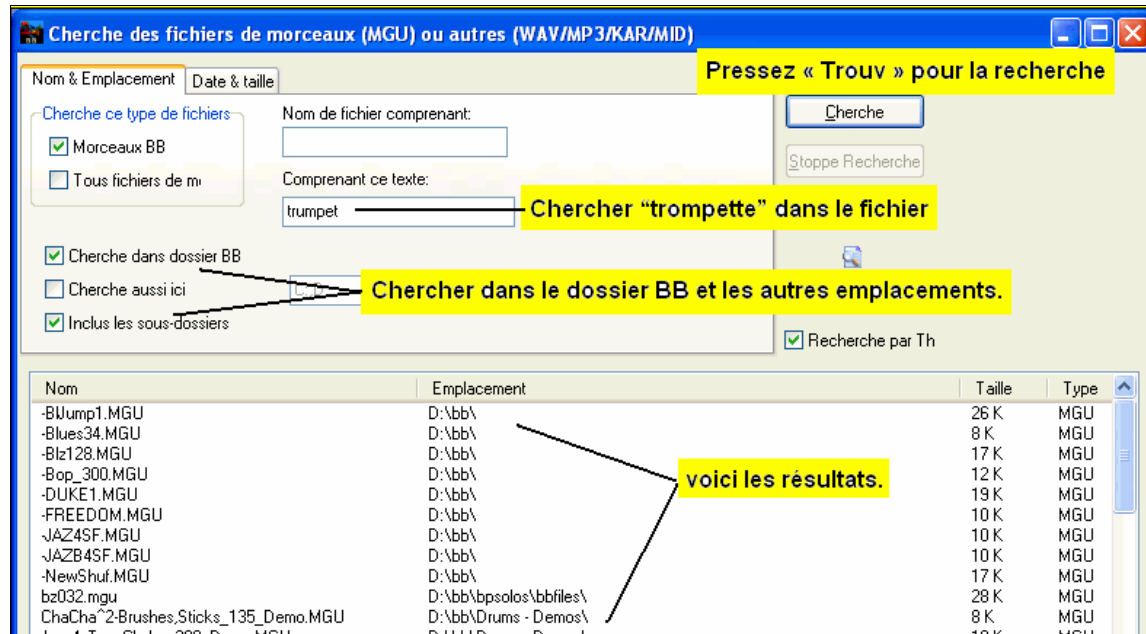 Cherche des fichiers de morceaux (MGU) ou autres (WAV/MP3/KAR/MID)
Pressez « Trouv » pour la recherche
Nom & Emplacement Date & taille
Cherche ce type de fichiers
Nom de fichier comprenant:
Cherche
Morceaux BB
Stoppe Recherche
Tous fichiers de
Comprenant ce texte:
trumpet
Chercher “trompette” dans le fichier
Cherche dans dossier BB
Cherche aussi ici
Chercher dans le dossier BB et les autres emplacements.
Inclus les sous-dossiers
Recherche par Th
Nom Emplacement Taille Type
D:\bb\ 26 K MGU
-Blues34.MGU D:\bb\ 8 K MGU
-Blz128.MGU D:\bb\ 17 K MGU
-Bop_300.MGU D:\bb\ 12 K MGU
voici les résultats.
-DUKE1.MGU D:\bb\ 19 K MGU
-FREEDOM.MGU D:\bb\ 10 K MGU
-JAZ4SF.MGU D:\bb\ 10 K MGU
-JAZB4SF.MGU D:\bb\ 10 K MGU
-NewShuf.MGU D:\bb\ 17 K MGU
bz032.mgu D:\bb\bpsolos\bbfiles\ 28 K MGU
ChaCha^2-Brushes,Sticks_135_Demo.MGU D:\bb\Drums - Demos\ 8 K MGU